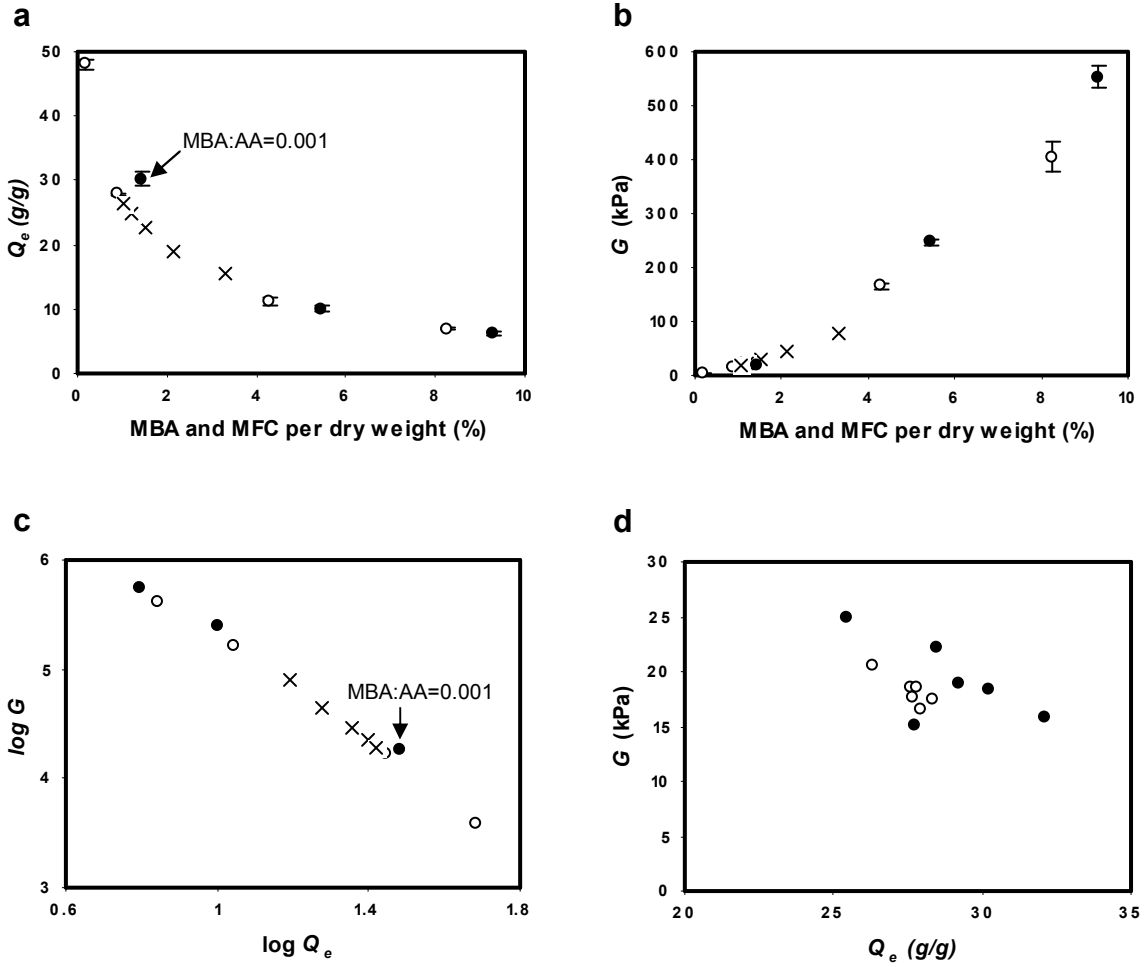 a
50
40
30
20
10
0
Qe (g/g)
MBA:AA=0.001
0 2 4 6 8 10
MBA and MFC per dry weight (%)
b
600
500
400
300
200
100
0
G (kPa)
0 2 4 6 8 10
MBA and MFC per dry weight (%)
c
6
5
4
3
log G
MBA:AA=0.001
0.6 1 1.4 1.8
log Qe
d
30
25
20
15
10
5
0
G (kPa)
20 25 30 35
Qe (g/g)